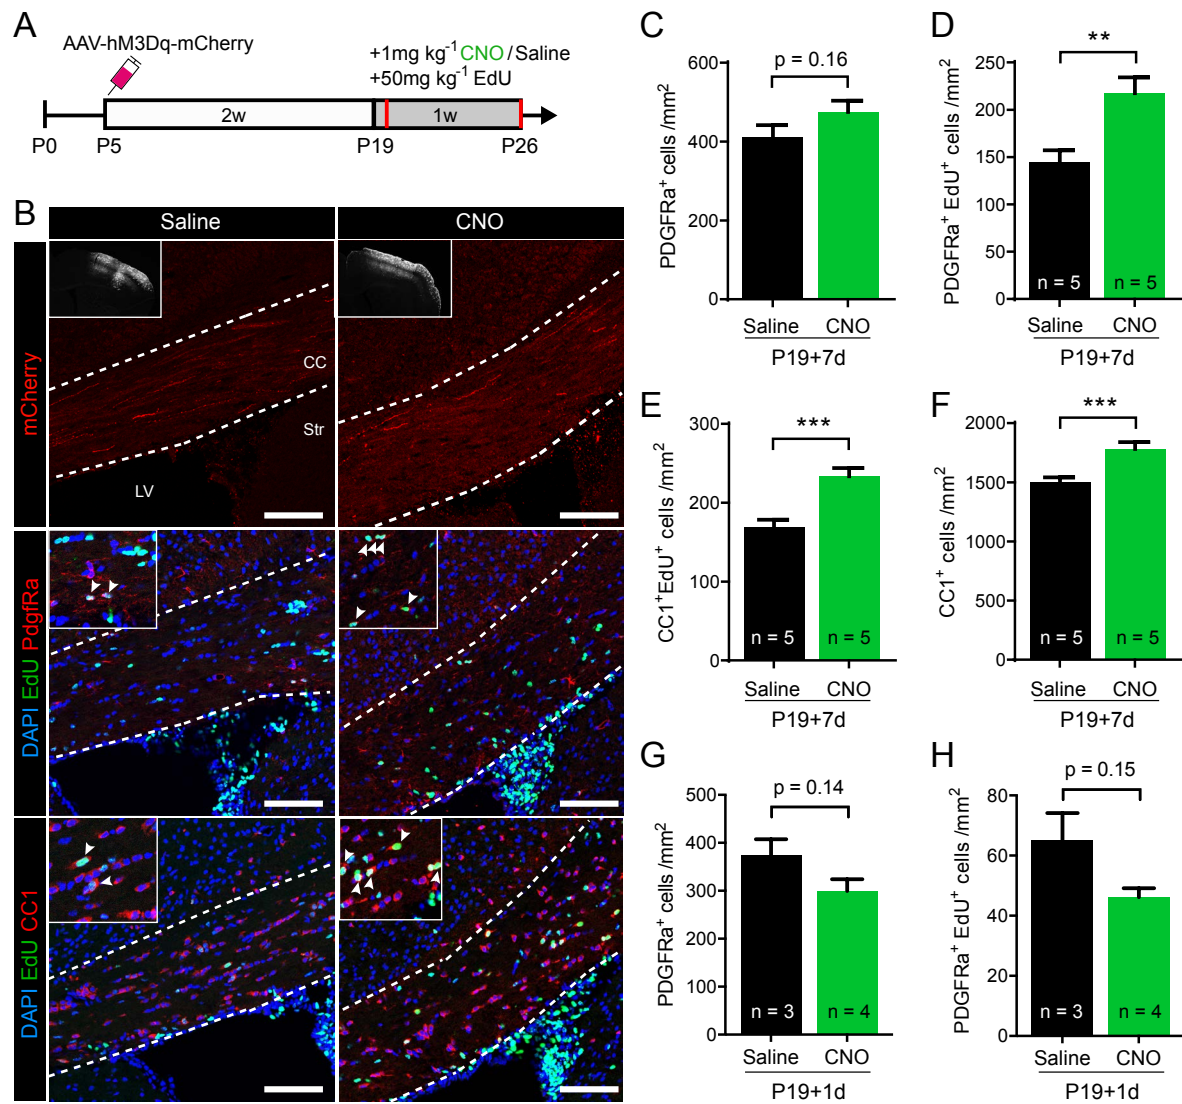 A
AAV-hM3Dq-mCherry
+1mg kg-1 CNO/Saline
+50mg kg-1 EdU
2w
1w
P0
P5
P19
P26
B
Saline
CNO
mCherry
CC
Str
LV
DAPI EdU PdgfRa
DAPI EdU CC1
C
p = 0.16
PDGFRa+ cells /mm2
600
400
200
0
Saline
CNO
P19+7d
D
**
PDGFRa+ EdU+ cells /mm2
250
200
150
100
50
0
n = 5
n = 5
Saline
CNO
P19+7d
E
***
CC1+EdU+ cells /mm2
300
200
100
0
n = 5
n = 5
Saline
CNO
P19+7d
F
***
CC1+ cells /mm2
2000
1500
1000
500
0
n = 5
n = 5
Saline
CNO
P19+7d
G
p = 0.14
PDGFRa+ cells /mm2
500
400
300
200
100
0
n = 3
n = 4
Saline
CNO
P19+1d
H
p = 0.15
PDGFRa+ EdU+ cells /mm2
80
60
40
20
0
n = 3
n = 4
Saline
CNO
P19+1d